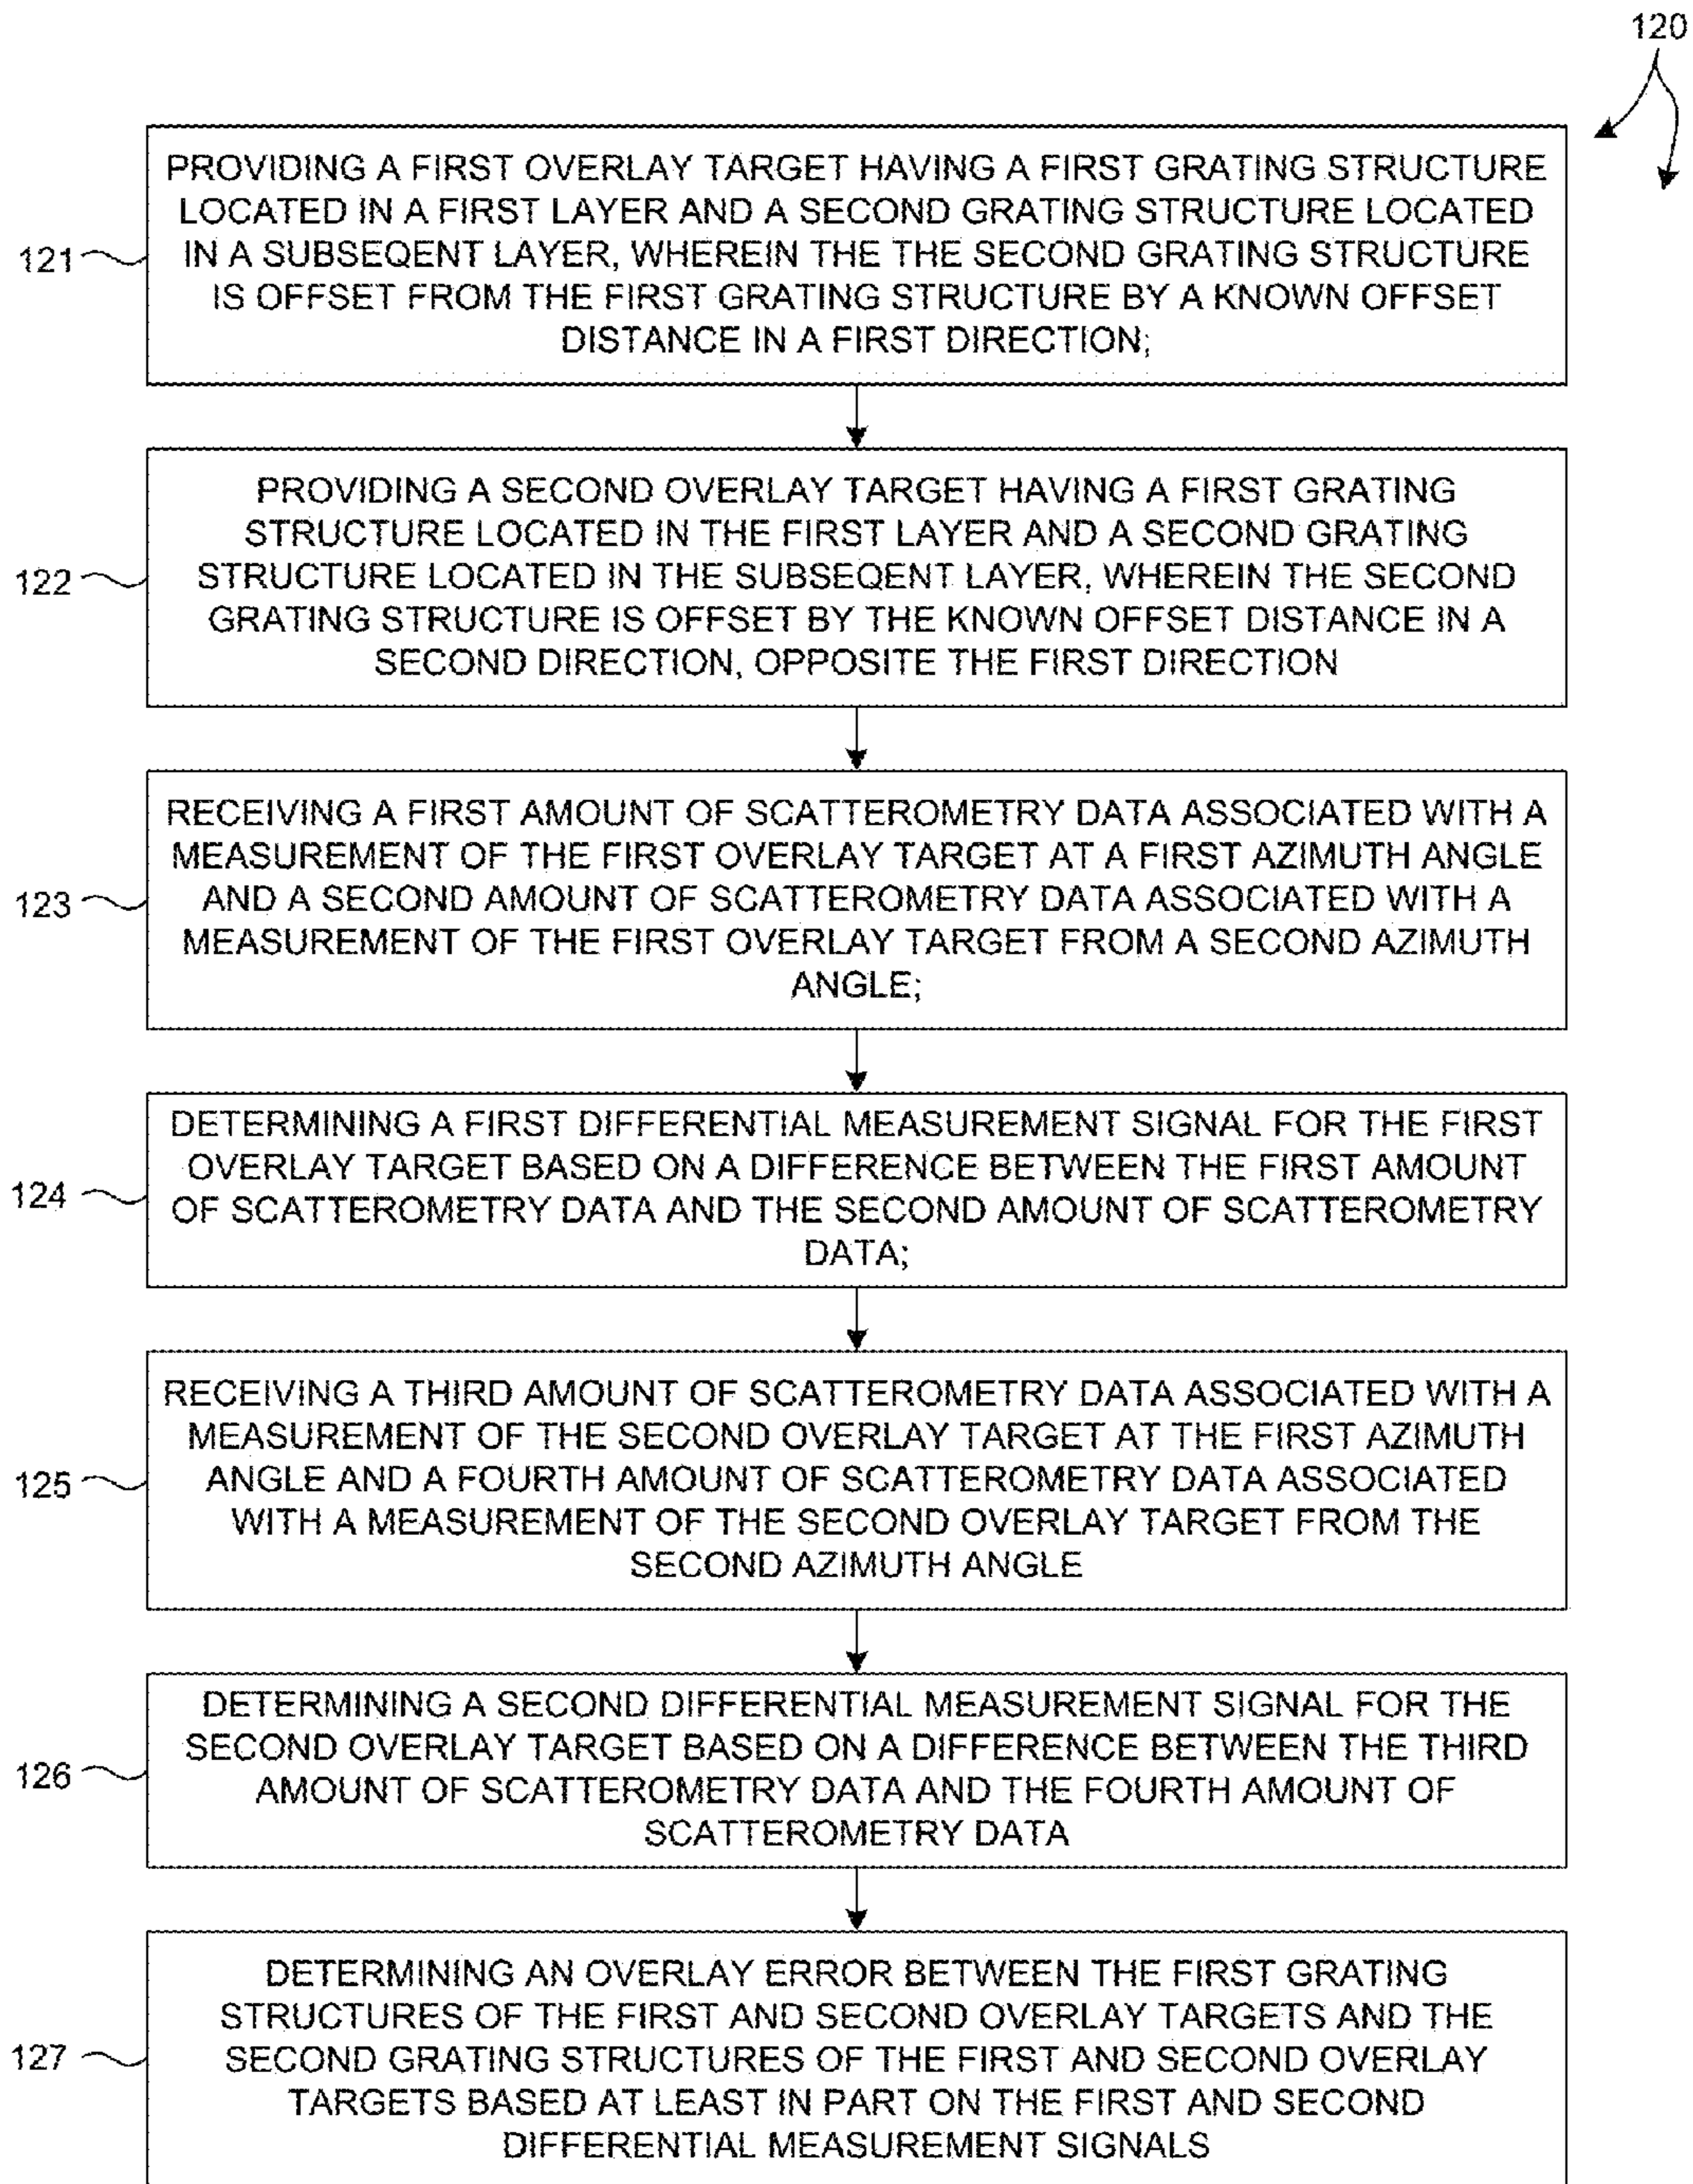 120
PROVIDING A FIRST OVERLAY TARGET HAVING A FIRST GRATING STRUCTURE
LOCATED IN A FIRST LAYER AND A SECOND GRATING STRUCTURE LOCATED
IN A SUBSEQENT LAYER, WHEREIN THE THE SECOND GRATING STRUCTURE
IS OFFSET FROM THE FIRST GRATING STRUCTURE BY A KNOWN OFFSET
DISTANCE IN A FIRST DIRECTION;
121
PROVIDING A SECOND OVERLAY TARGET HAVING A FIRST GRATING
STRUCTURE LOCATED IN THE FIRST LAYER AND A SECOND GRATING
STRUCTURE LOCATED IN THE SUBSEQENT LAYER, WHEREIN THE SECOND
GRATING STRUCTURE IS OFFSET BY THE KNOWN OFFSET DISTANCE IN A
SECOND DIRECTION, OPPOSITE THE FIRST DIRECTION
122
RECEIVING A FIRST AMOUNT OF SCATTEROMETRY DATA ASSOCIATED WITH A
MEASUREMENT OF THE FIRST OVERLAY TARGET AT A FIRST AZIMUTH ANGLE
AND A SECOND AMOUNT OF SCATTEROMETRY DATA ASSOCIATED WITH A
MEASUREMENT OF THE FIRST OVERLAY TARGET FROM A SECOND AZIMUTH
ANGLE;
123
DETERMINING A FIRST DIFFERENTIAL MEASUREMENT SIGNAL FOR THE FIRST
OVERLAY TARGET BASED ON A DIFFERENCE BETWEEN THE FIRST AMOUNT
OF SCATTEROMETRY DATA AND THE SECOND AMOUNT OF SCATTEROMETRY
DATA;
124
RECEIVING A THIRD AMOUNT OF SCATTEROMETRY DATA ASSOCIATED WITH A
MEASUREMENT OF THE SECOND OVERLAY TARGET AT THE FIRST AZIMUTH
ANGLE AND A FOURTH AMOUNT OF SCATTEROMETRY DATA ASSOCIATED
WITH A MEASUREMENT OF THE SECOND OVERLAY TARGET FROM THE
SECOND AZIMUTH ANGLE
125
DETERMINING A SECOND DIFFERENTIAL MEASUREMENT SIGNAL FOR THE
SECOND OVERLAY TARGET BASED ON A DIFFERENCE BETWEEN THE THIRD
AMOUNT OF SCATTEROMETRY DATA AND THE FOURTH AMOUNT OF
SCATTEROMETRY DATA
126
DETERMINING AN OVERLAY ERROR BETWEEN THE FIRST GRATING
STRUCTURES OF THE FIRST AND SECOND OVERLAY TARGETS AND THE
SECOND GRATING STRUCTURES OF THE FIRST AND SECOND OVERLAY
TARGETS BASED AT LEAST IN PART ON THE FIRST AND SECOND
DIFFERENTIAL MEASUREMENT SIGNALS
127